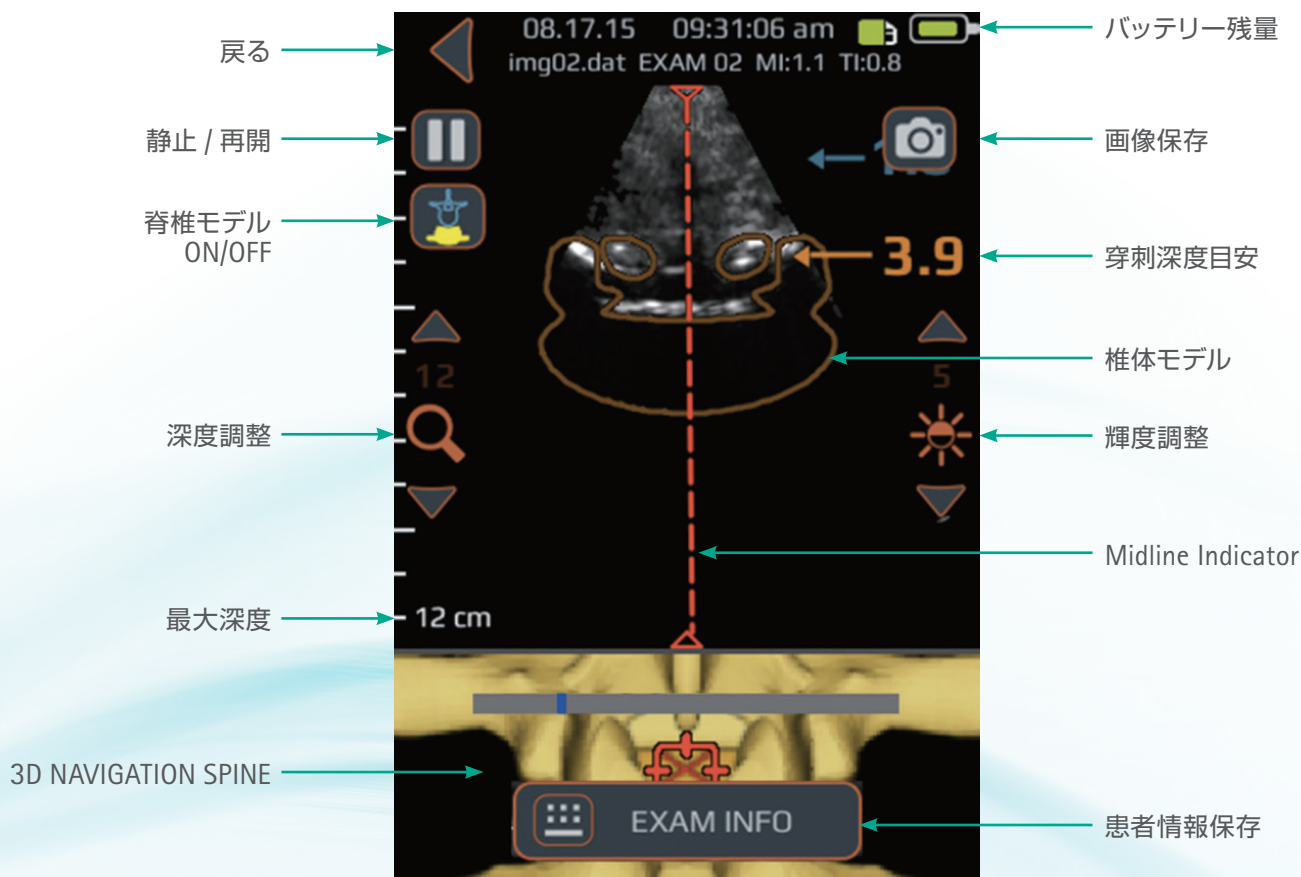 戻る
静止 / 再開
脊椎モデル
ON/OFF
深度調整
最大深度
3D NAVIGATION SPINE
08.17.15 09:31:06 am
img02.dat EXAM 02 MI:1.1 TI:0.8
3.9
12
5
12 cm
EXAM INFO
バッテリー残量
画像保存
穿刺深度目安
椎体モデル
輝度調整
Midline Indicator
患者情報保存